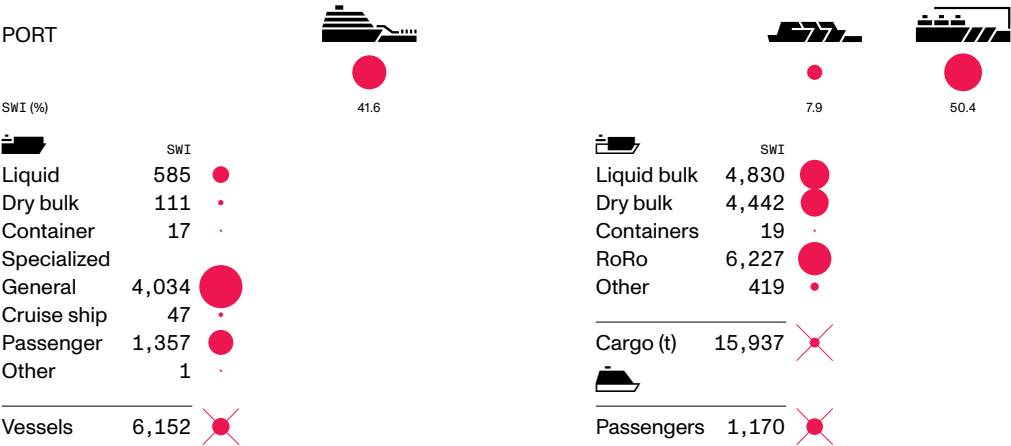 PORT
SWI (%) 41.6 7.9 50.4
SWI
Liquid 585
Dry bulk 111
Container 17
Specialized
General 4,034
Cruise ship 47
Passenger 1,357
Other 1
Vessels 6,152
SWI
Liquid bulk 4,830
Dry bulk 4,442
Containers 19
RoRo 6,227
Other 419
Cargo (t) 15,937
Passengers 1,170